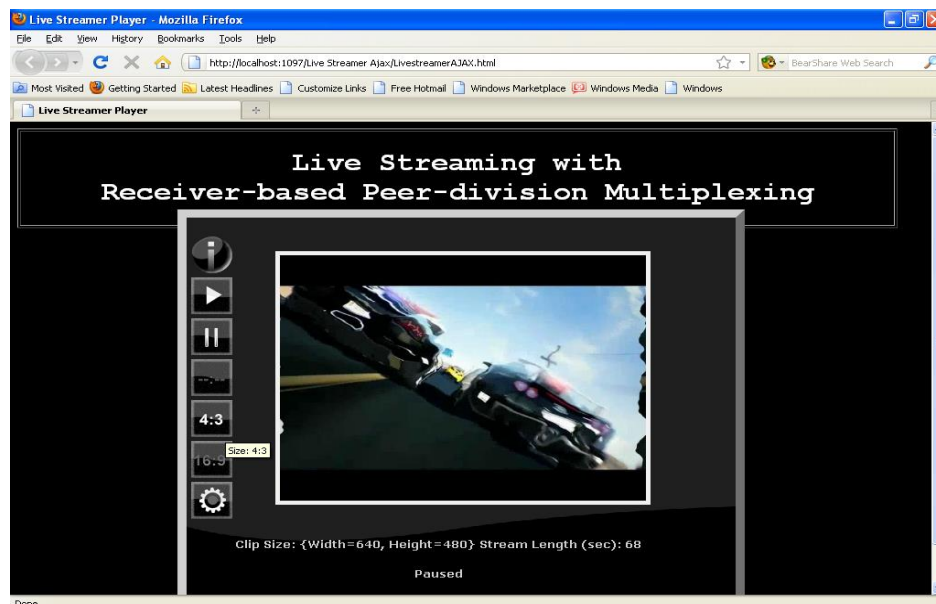 Live Streamer Player - Mozilla Firefox
File Edit View History Bookmarks Tools Help
http://localhost:1097/Live Streamer Ajax/LivestreamerAJAX.html
BearShare Web Search
Most Visited Getting Started Latest Headlines Customize Links Free Hotmail Windows Marketplace Windows Media Windows
Live Streamer Player
Live Streaming with
Receiver-based Peer-division Multiplexing
i
--:--
4:3
Size: 4:3
16:9
Clip Size: {Width=640, Height=480} Stream Length (sec): 68
Paused
Done